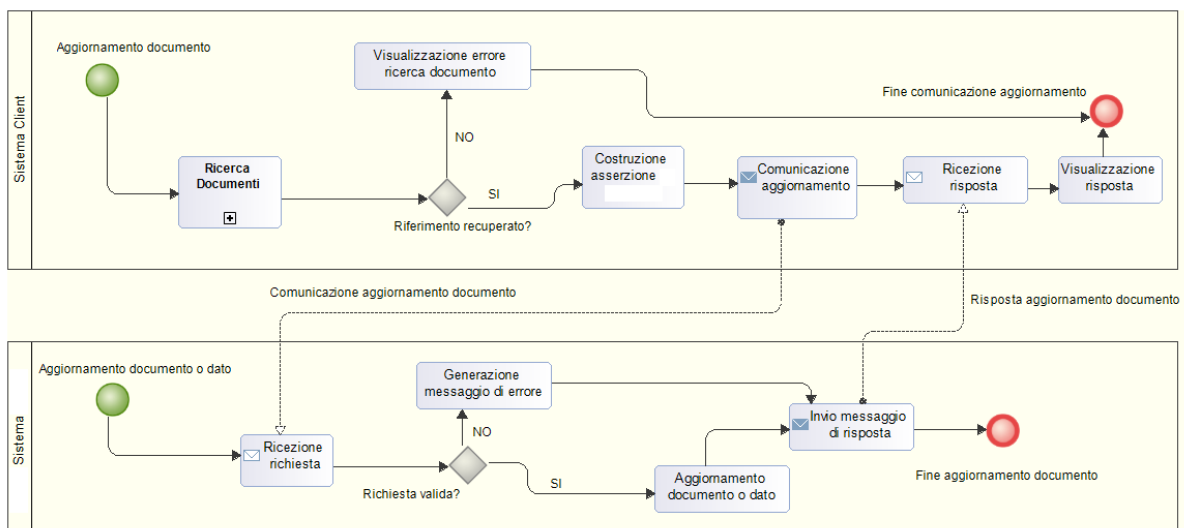 Sistema Client
Aggiornamento documento
Visualizzazione errore
ricerca documento
Fine comunicazione aggiornamento
NO
Ricerca
Documenti
SI
Riferimento recuperato?
Costruzione
asserzione
Comunicazione
aggiornamento
Ricezione
risposta
Visualizzazione
risposta
Comunicazione aggiornamento documento
Risposta aggiornamento documento
Sistema
Aggiornamento documento o dato
Generazione
messaggio di errore
NO
Ricezione
richiesta
Richiesta valida?
SI
Aggiornamento
documento o dato
Invio messaggio
di risposta
Fine aggiornamento documento